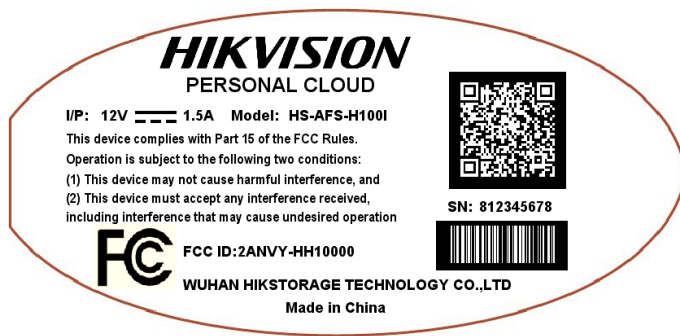 HIKVISION
PERSONAL CLOUD
I/P: 12V 1.5A Model: HS-AFS-H100I
This device complies with Part 15 of the FCC Rules.
Operation is subject to the following two conditions:
(1) This device may not cause harmful interference, and
(2) This device must accept any interference received,
including interference that may cause undesired operation
SN: 812345678
FC
FCC ID:2ANVY-HH10000
WUHAN HIKSTORAGE TECHNOLOGY CO.,LTD
Made in China